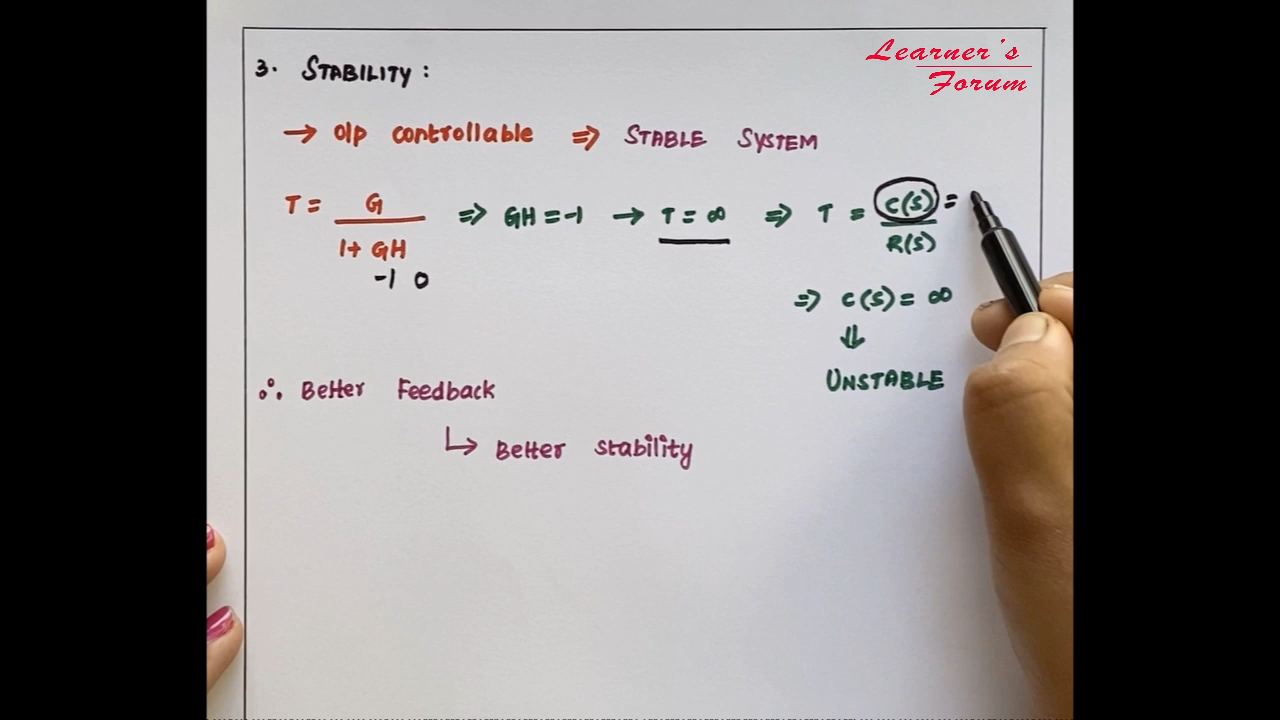 Learner's
Forum
3. STABILITY :
→ o/p controllable ⇒ STABLE SYSTEM
T = G / 1 + GH ⇒ GH = -1 → T = ∞ ⇒ T = C(S) / R(S) =
-1 0
⇒ C(S) = ∞
⇓
UNSTABLE
∴ Better Feedback
↳ Better stability